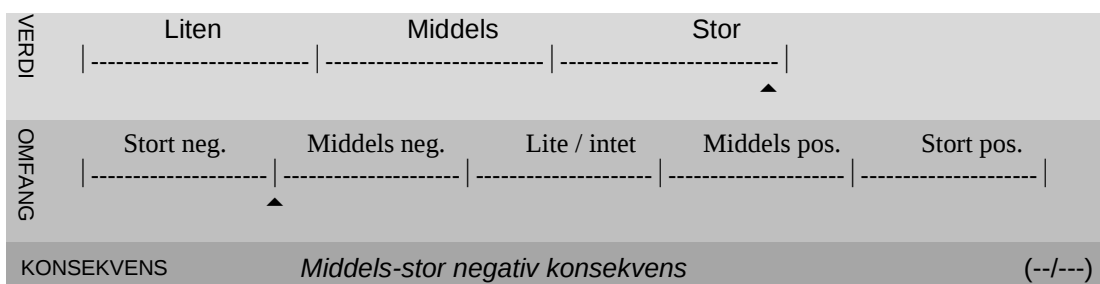 VERDI
Liten Middels Stor
|--------------------------|--------------------------|--------------------------|
OMFANG
Stort neg. Middels neg. Lite / intet Middels pos. Stort pos.
|---------------------|---------------------|---------------------|---------------------|---------------------|
KONSEKVENS Middels-stor negativ konsekvens (--/---)